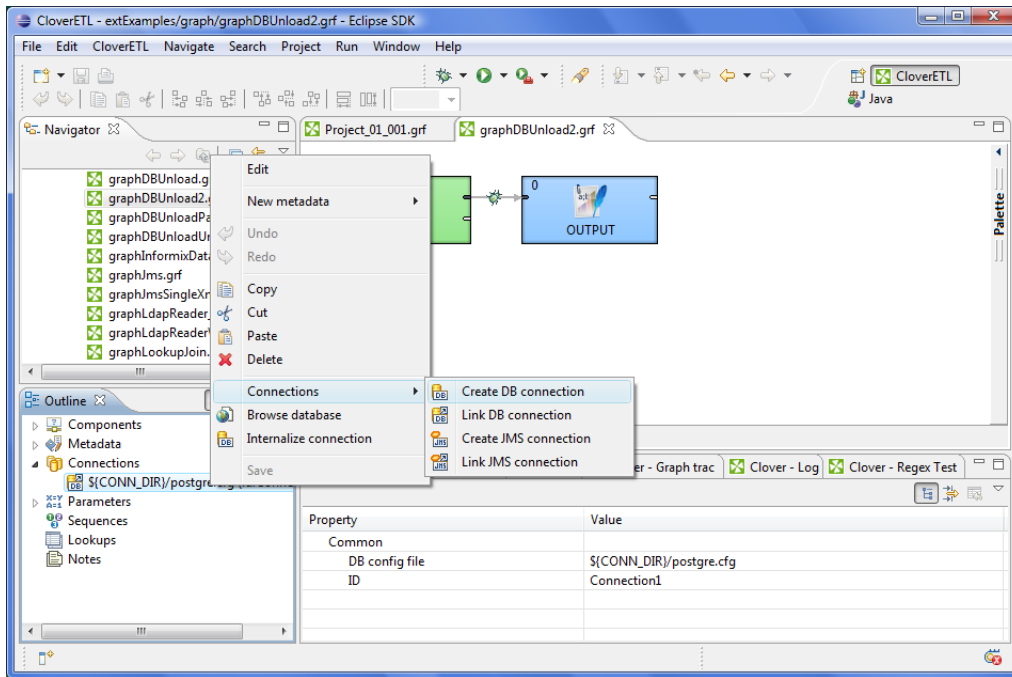 CloverETL - extExamples/graph/graphDBUnload2.grf - Eclipse SDK
File Edit CloverETL Navigate Search Project Run Window Help
CloverETL
Java
Navigator
Project_01_001.grf
graphDBUnload2.grf
graphDBUnload.g
graphDBUnload2.g
graphDBUnloadPa
graphDBUnloadUn
graphInformixData
graphJms.grf
graphJmsSingleXm
graphLdapReader_
graphLdapReaderW
graphLookupJoin.
0
OUTPUT
Palette
Edit
New metadata
Undo
Redo
Copy
Cut
Paste
Delete
Connections
Browse database
Internalize connection
Save
Create DB connection
Link DB connection
Create JMS connection
Link JMS connection
Outline
Components
Metadata
Connections
${CONN_DIR}/postgre.cfg
Parameters
Sequences
Lookups
Notes
er - Graph trac
Clover - Log
Clover - Regex Test
Property Value
Common
DB config file ${CONN_DIR}/postgre.cfg
ID Connection1